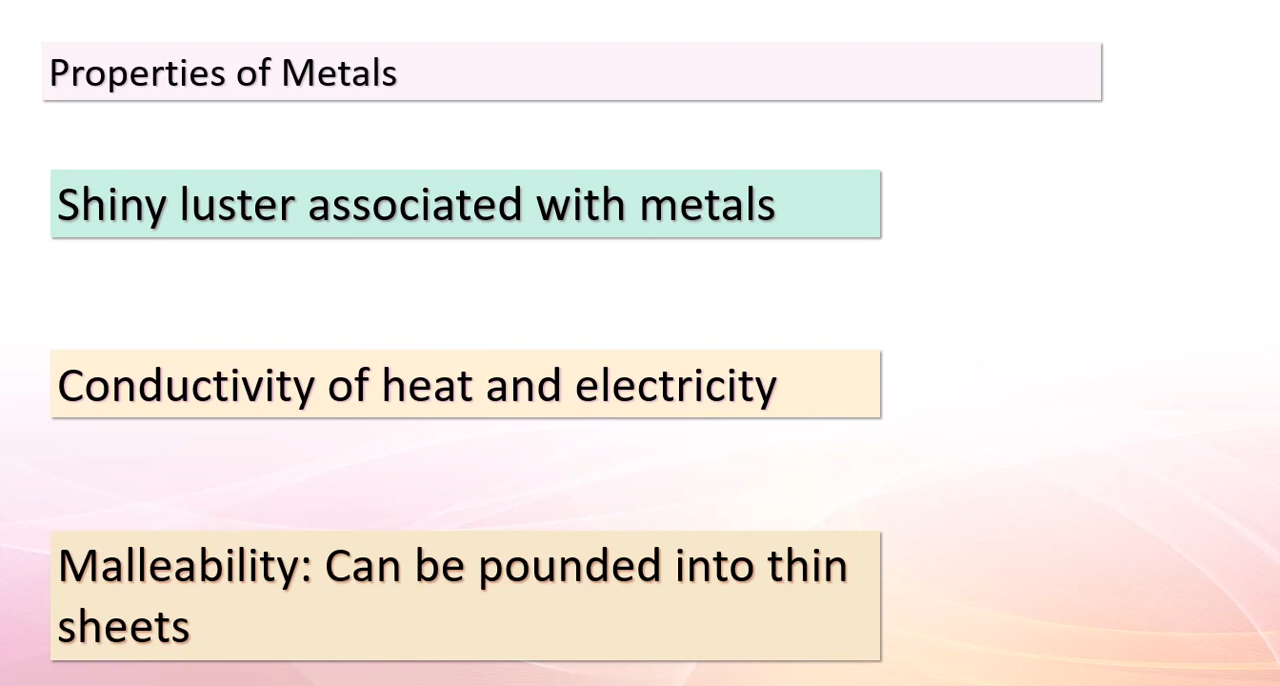 Properties of Metals
Shiny luster associated with metals
Conductivity of heat and electricity
Malleability: Can be pounded into thin
sheets